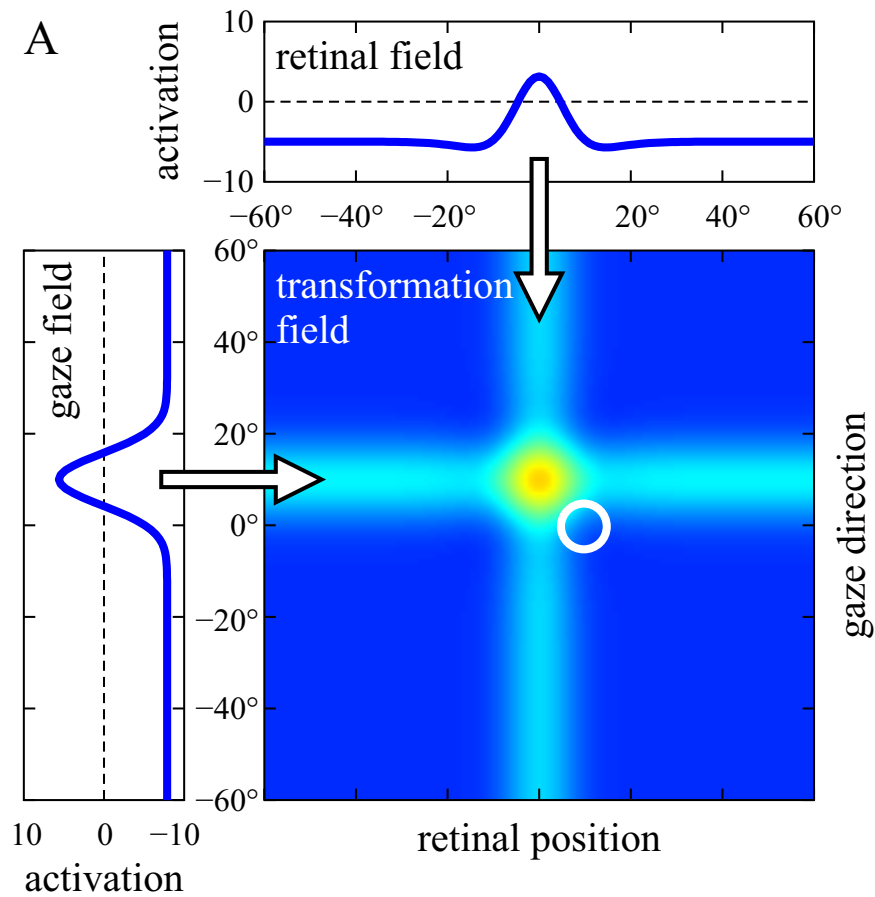 A
activation
10
0
−10
retinal field
−60° −40° −20° 20° 40° 60°
gaze field
60°
40°
20°
0°
−20°
−40°
−60°
transformation
field
gaze direction
10 0 −10
activation
retinal position